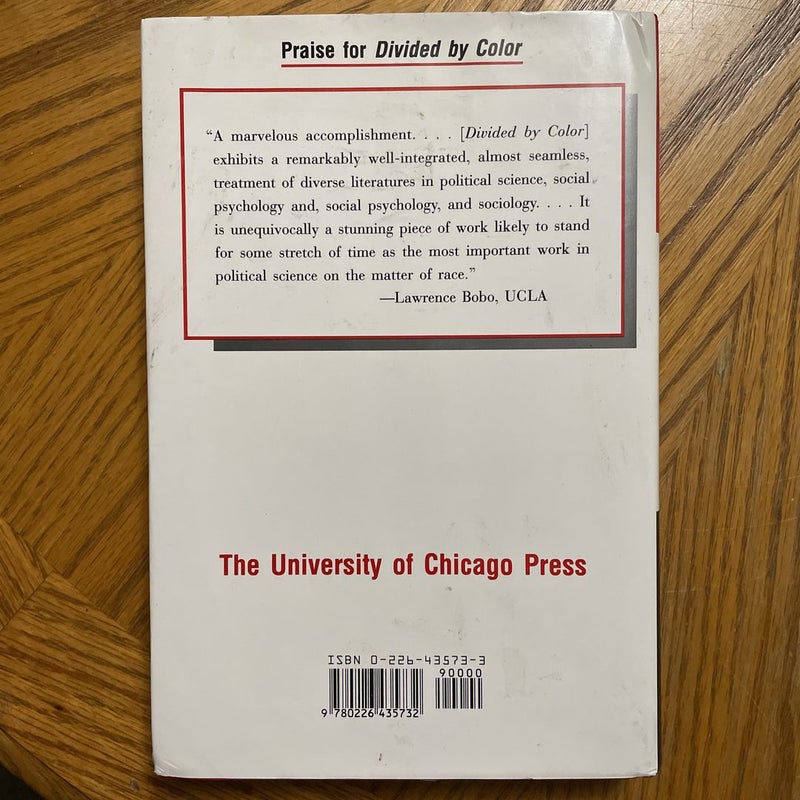 Praise for Divided by Color
“A marvelous accomplishment. . . . [Divided by Color]
exhibits a remarkably well-integrated, almost seamless,
treatment of diverse literatures in political science, social
psychology and, social psychology, and sociology. . . . It
is unequivocally a stunning piece of work likely to stand
for some stretch of time as the most important work in
political science on the matter of race.”
—Lawrence Bobo, UCLA
The University of Chicago Press
ISBN 0-226-43573-3
90000
9 780226 435732